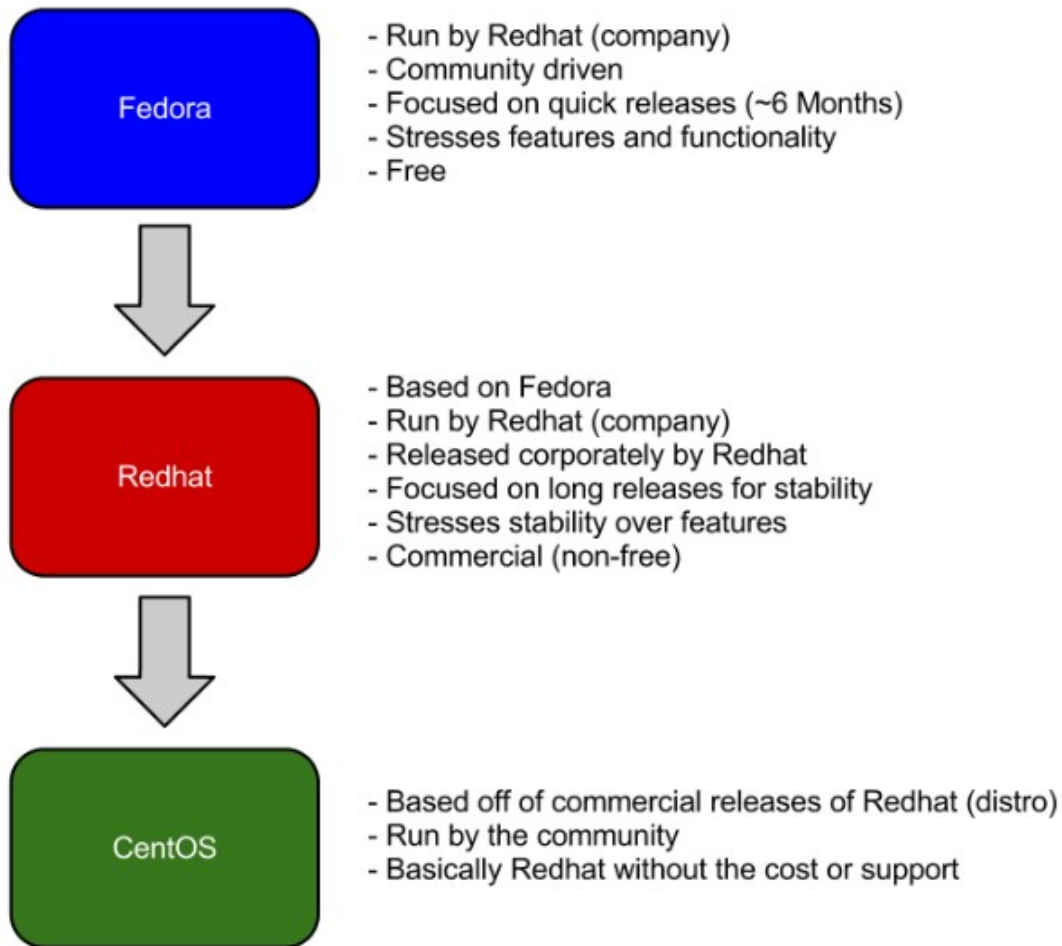 Fedora
- Run by Redhat (company)
- Community driven
- Focused on quick releases (~6 Months)
- Stresses features and functionality
- Free
Redhat
- Based on Fedora
- Run by Redhat (company)
- Released corporately by Redhat
- Focused on long releases for stability
- Stresses stability over features
- Commercial (non-free)
CentOS
- Based off of commercial releases of Redhat (distro)
- Run by the community
- Basically Redhat without the cost or support